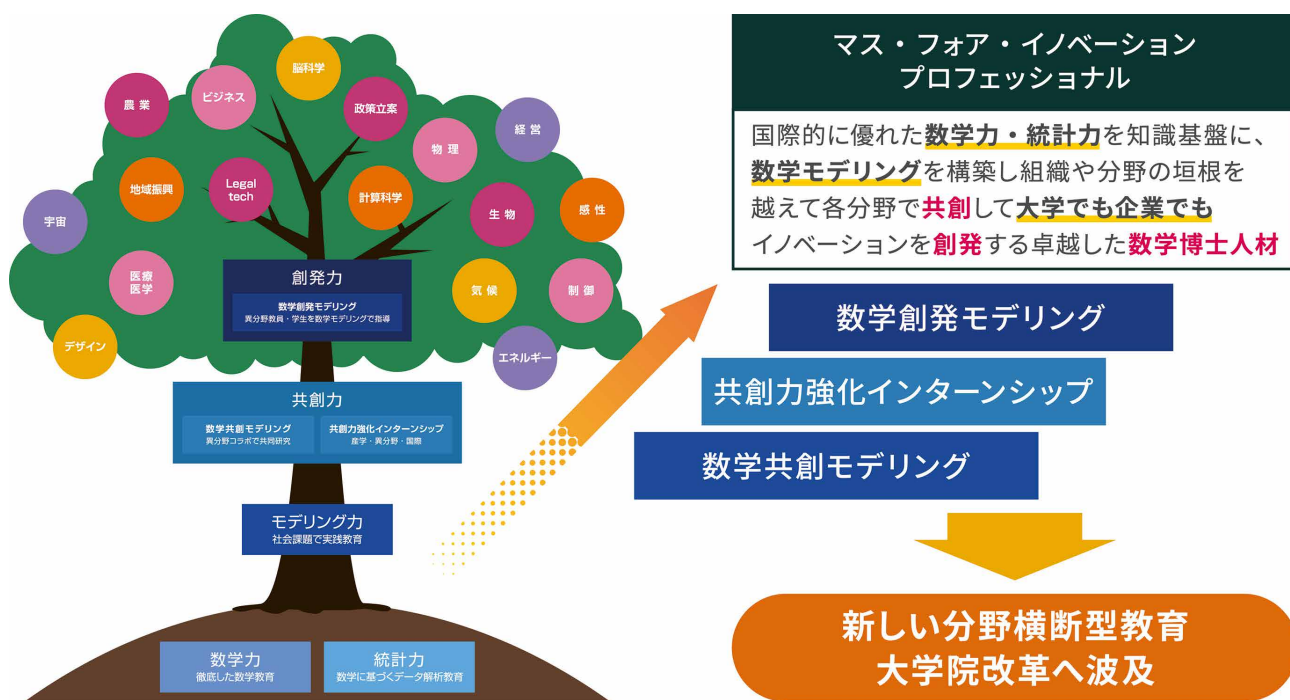 脳科学
農業
ビジネス
政策立案
経営
物理
地域振興
Legal
tech
計算科学
生物
感性
宇宙
医療
医学
気候
制御
デザイン
エネルギー
創発力
数学創発モデリング
異分野教員・学生を数学モデリングで指導
共創力
数学共創モデリング
異分野コラボで共同研究
共創力強化インターンシップ
産学・異分野・国際
モデリング力
社会課題で実践教育
数学力
徹底した数学教育
統計力
数学に基づくデータ解析教育
マス・フォア・イノベーション
プロフェッショナル
国際的に優れた数学力・統計力を知識基盤に、
数学モデリングを構築し組織や分野の垣根を
越えて各分野で共創して大学でも企業でも
イノベーションを創発する卓越した数学博士人材
数学創発モデリング
共創力強化インターンシップ
数学共創モデリング
新しい分野横断型教育
大学院改革へ波及